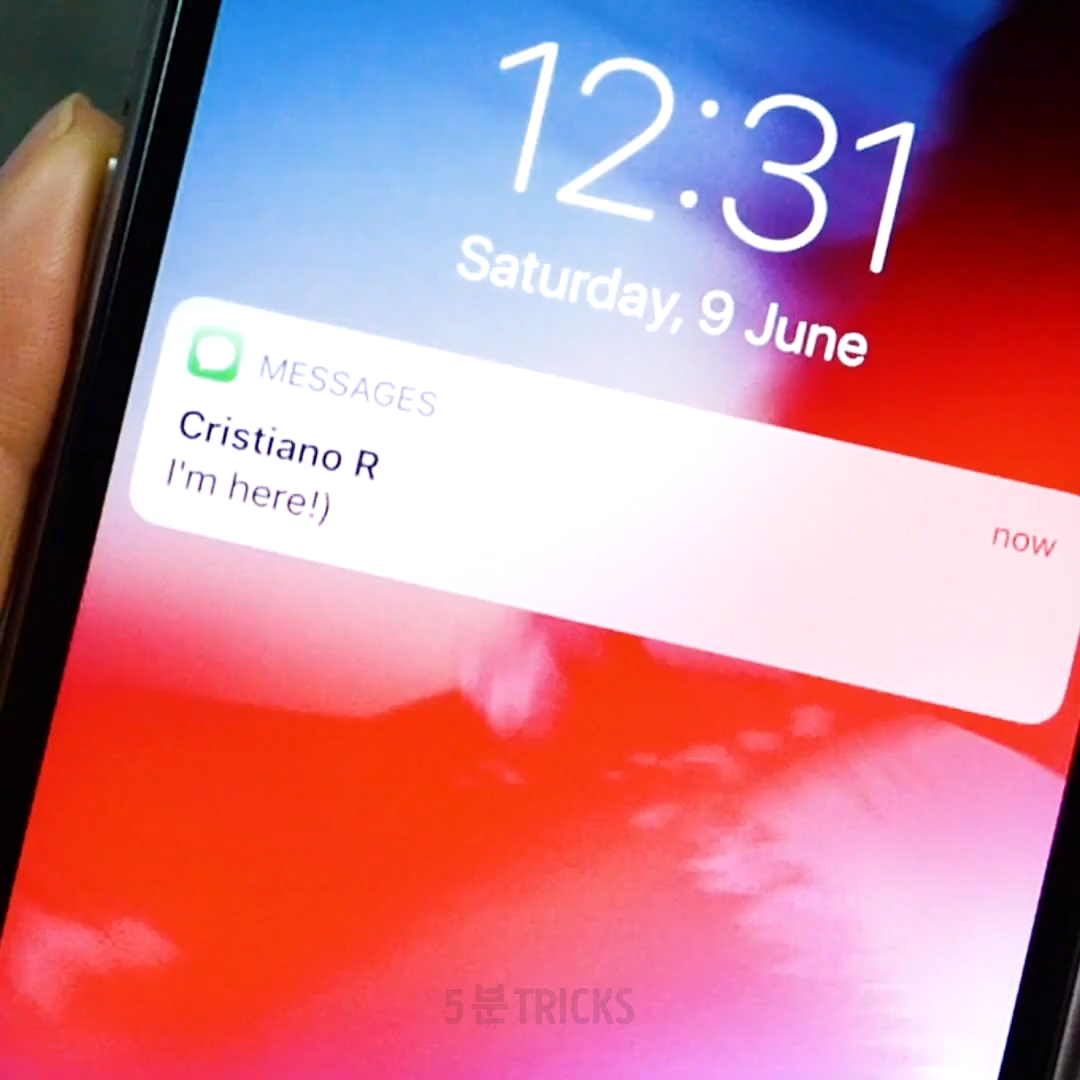 12:31
Saturday, 9 June
MESSAGES
now
Cristiano R
I'm here!)
5분TRICKS